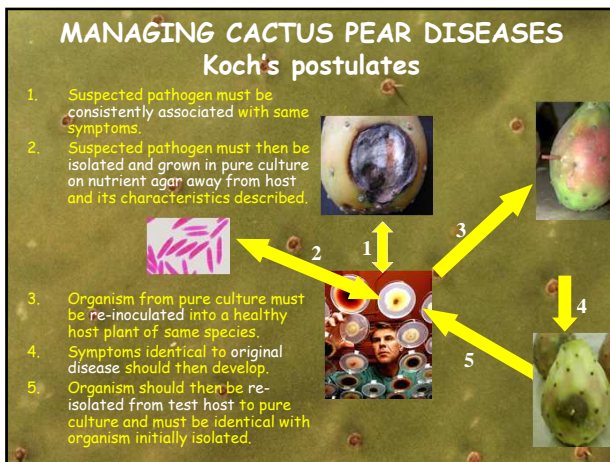 MANAGING CACTUS PEAR DISEASES
Koch's postulates
1. Suspected pathogen must be
consistently associated with same
symptoms.
2. Suspected pathogen must then be
isolated and grown in pure culture
on nutrient agar away from host
and its characteristics described.
3. Organism from pure culture must
be re-inoculated into a healthy
host plant of same species.
4. Symptoms identical to original
disease should then develop.
5. Organism should then be re-
isolated from test host to pure
culture and must be identical with
organism initially isolated.
2
1
3
4
5